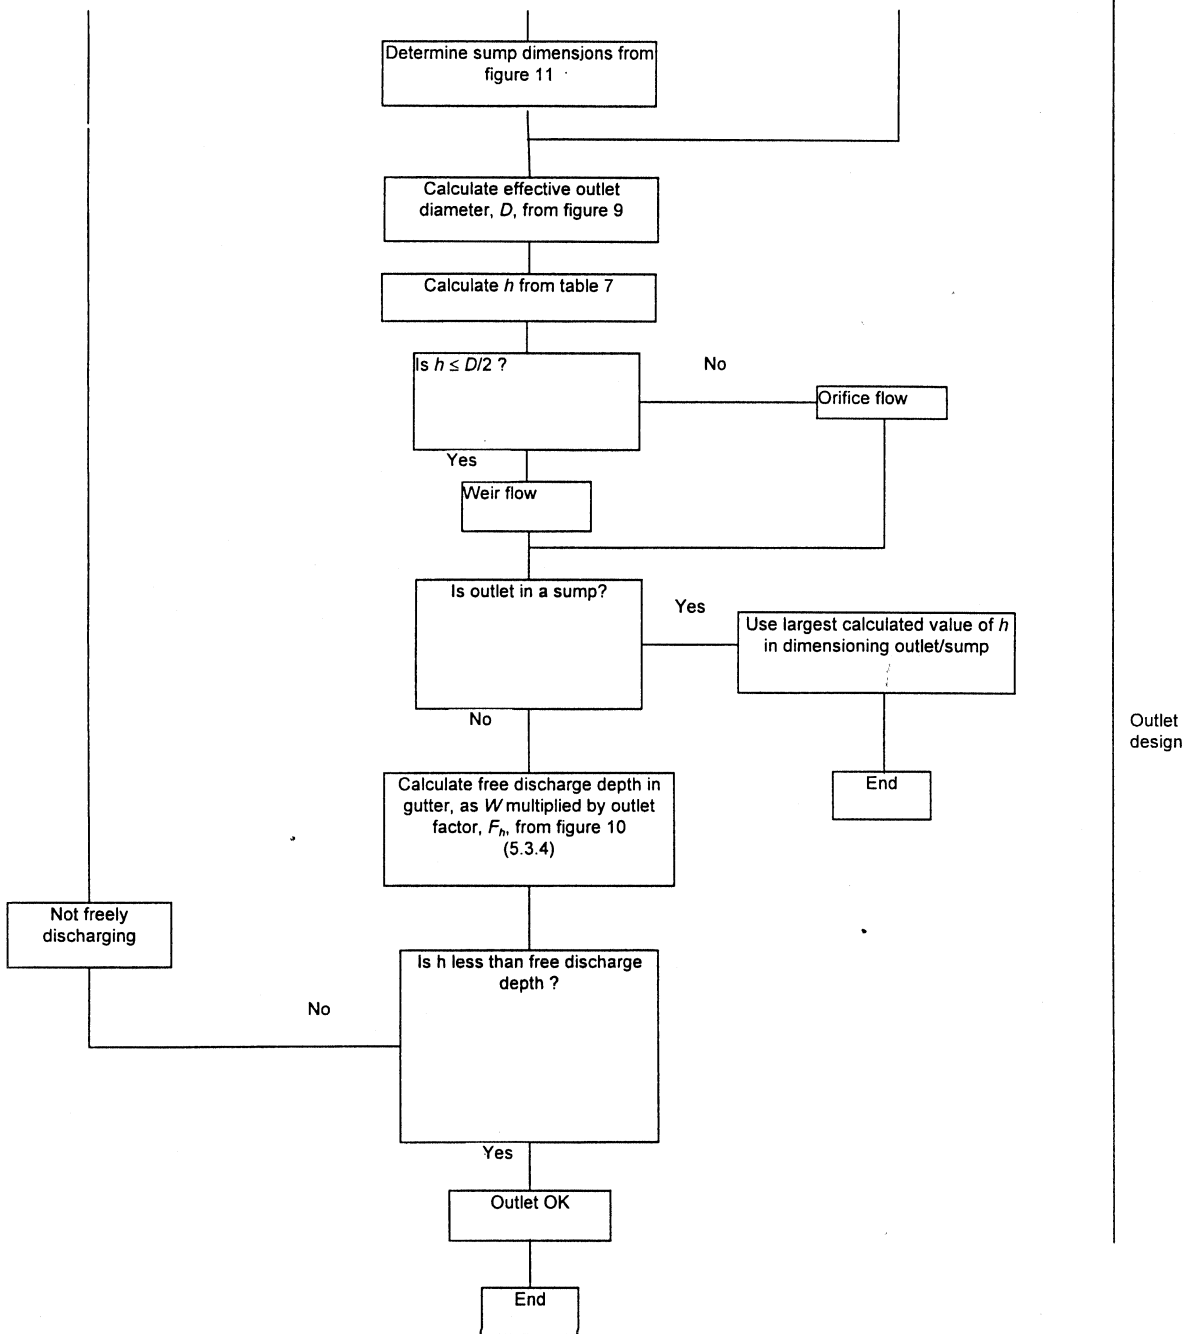 Determine sump dimensions from
figure 11
Calculate effective outlet
diameter, D, from figure 9
Calculate h from table 7
Is h ≤ D/2 ?
No
Orifice flow
Yes
Weir flow
Is outlet in a sump?
Yes
Use largest calculated value of h
in dimensioning outlet/sump
No
Outlet
design
End
Calculate free discharge depth in
gutter, as W multiplied by outlet
factor, Fh, from figure 10
(5.3.4)
Not freely
discharging
Is h less than free discharge
depth ?
No
Yes
Outlet OK
End